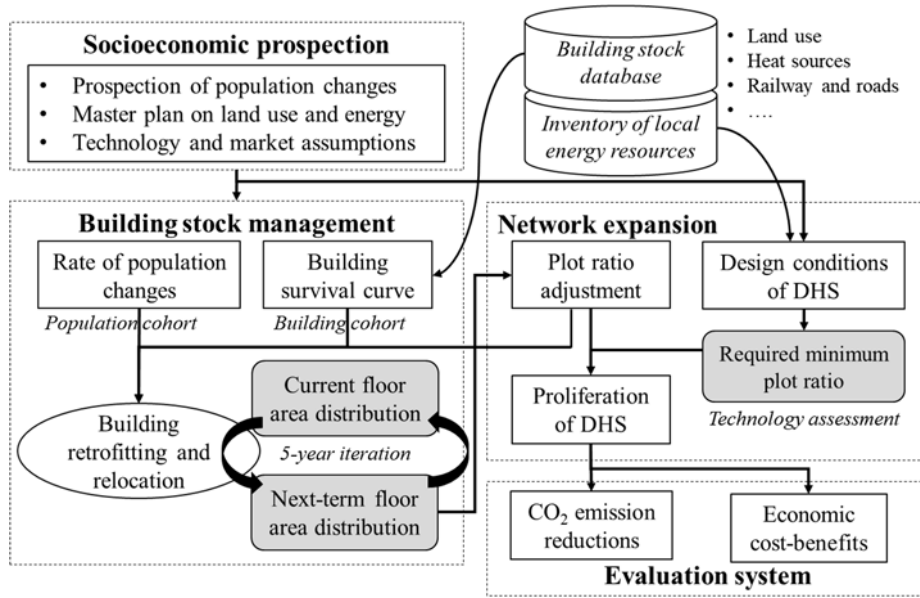 Socioeconomic prospection
• Prospection of population changes
• Master plan on land use and energy
• Technology and market assumptions
Building stock
database
Inventory of local
energy resources
• Land use
• Heat sources
• Railway and roads
• ….
Building stock management
Rate of population
changes
Population cohort
Building
survival curve
Building cohort
Building
retrofitting and
relocation
Current floor
area distribution
5-year iteration
Next-term floor
area distribution
Network expansion
Plot ratio
adjustment
Design conditions
of DHS
Required minimum
plot ratio
Technology assessment
Proliferation
of DHS
CO₂ emission
reductions
Economic
cost-benefits
Evaluation system